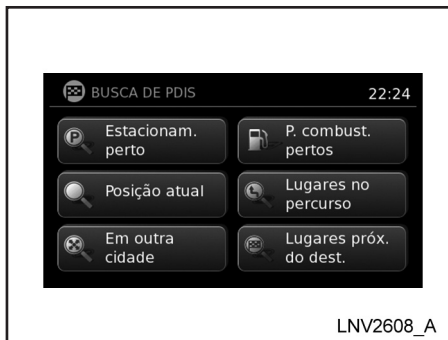 BUSCA DE PDIS
22:24
Estacionam.
perto
P. combust.
pertos
Posição atual
Lugares no
percurso
Em outra
cidade
Lugares próx.
do dest.
LNV2608_A